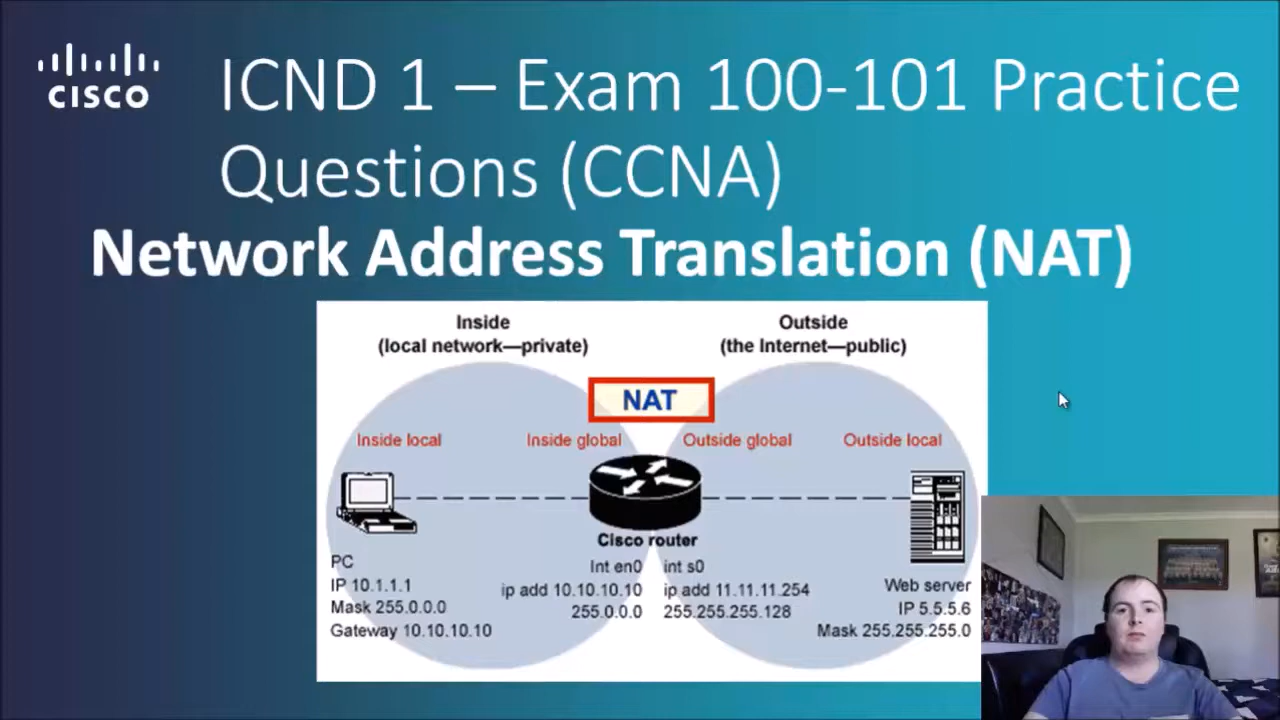 CISCO
ICND 1 – Exam 100-101 Practice
Questions (CCNA)
Network Address Translation (NAT)
Inside
(local network—private)
Outside
(the Internet—public)
NAT
Inside local
Inside global
Outside global
Outside local
Cisco router
PC
IP 10.1.1.1
Mask 255.0.0.0
Gateway 10.10.10.10
Int en0
ip add 10.10.10.10
255.0.0.0
int s0
ip add 11.11.11.254
255.255.255.128
Web server
IP 5.5.5.6
Mask 255.255.255.0